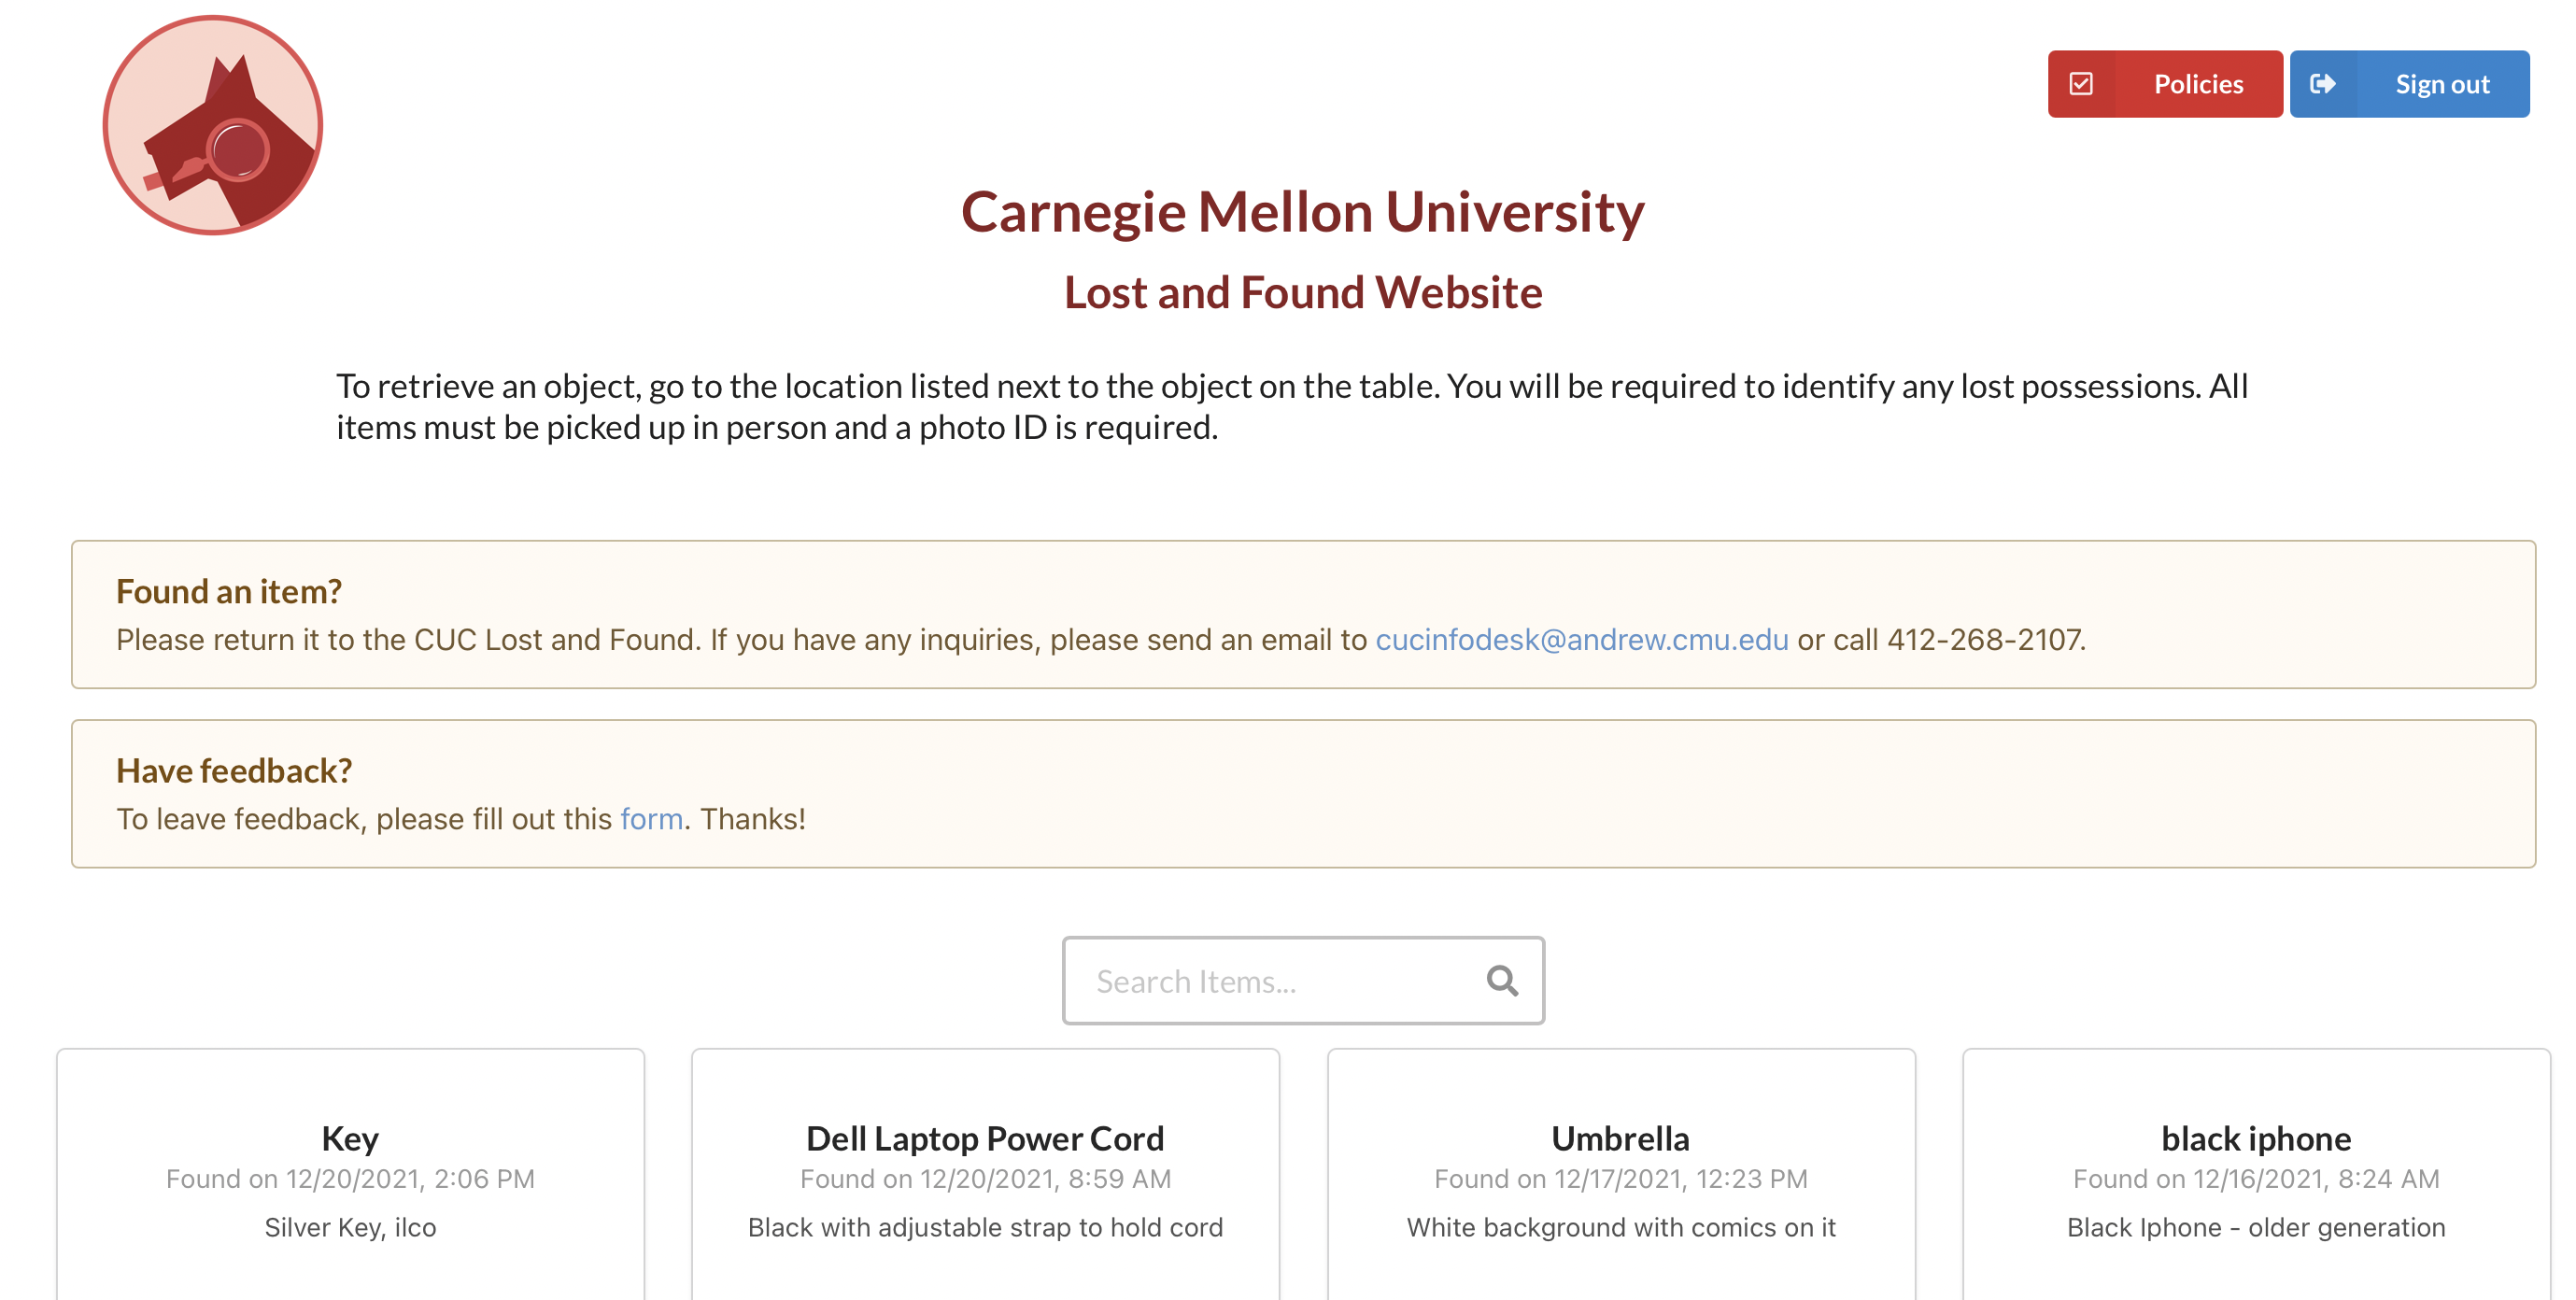 Policies
Sign out
Carnegie Mellon University
Lost and Found Website
To retrieve an object, go to the location listed next to the object on the table. You will be required to identify any lost possessions. All
items must be picked up in person and a photo ID is required.
Found an item?
Please return it to the CUC Lost and Found. If you have any inquiries, please send an email to cucinfodesk@andrew.cmu.edu or call 412-268-2107.
Have feedback?
To leave feedback, please fill out this form. Thanks!
Search Items...
Key
Found on 12/20/2021, 2:06 PM
Silver Key, ilco
Dell Laptop Power Cord
Found on 12/20/2021, 8:59 AM
Black with adjustable strap to hold cord
Umbrella
Found on 12/17/2021, 12:23 PM
White background with comics on it
black iphone
Found on 12/16/2021, 8:24 AM
Black Iphone - older generation